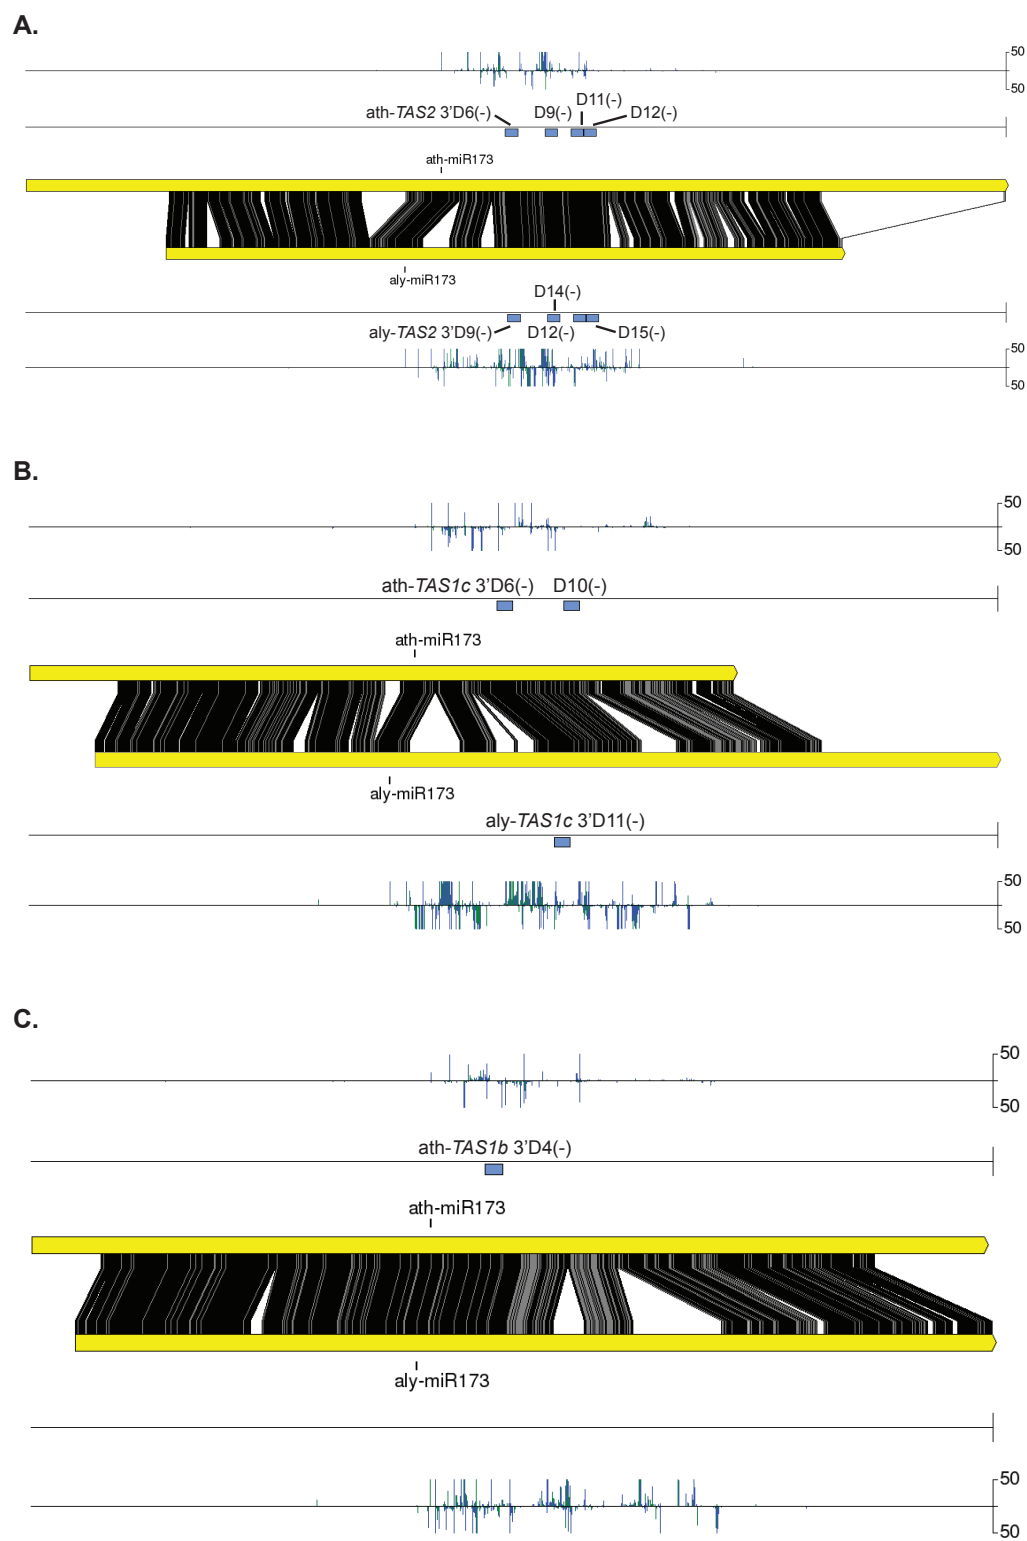 A.
50
50
D11(-)
ath-TAS2 3'D6(-) D9(-) D12(-)
ath-miR173
aly-miR173
D14(-)
aly-TAS2 3'D9(-) D12(-) D15(-)
50
50
B.
50
50
ath-TAS1c 3'D6(-) D10(-)
ath-miR173
aly-miR173
aly-TAS1c 3'D11(-)
50
50
C.
50
50
ath-TAS1b 3'D4(-)
ath-miR173
aly-miR173
50
50